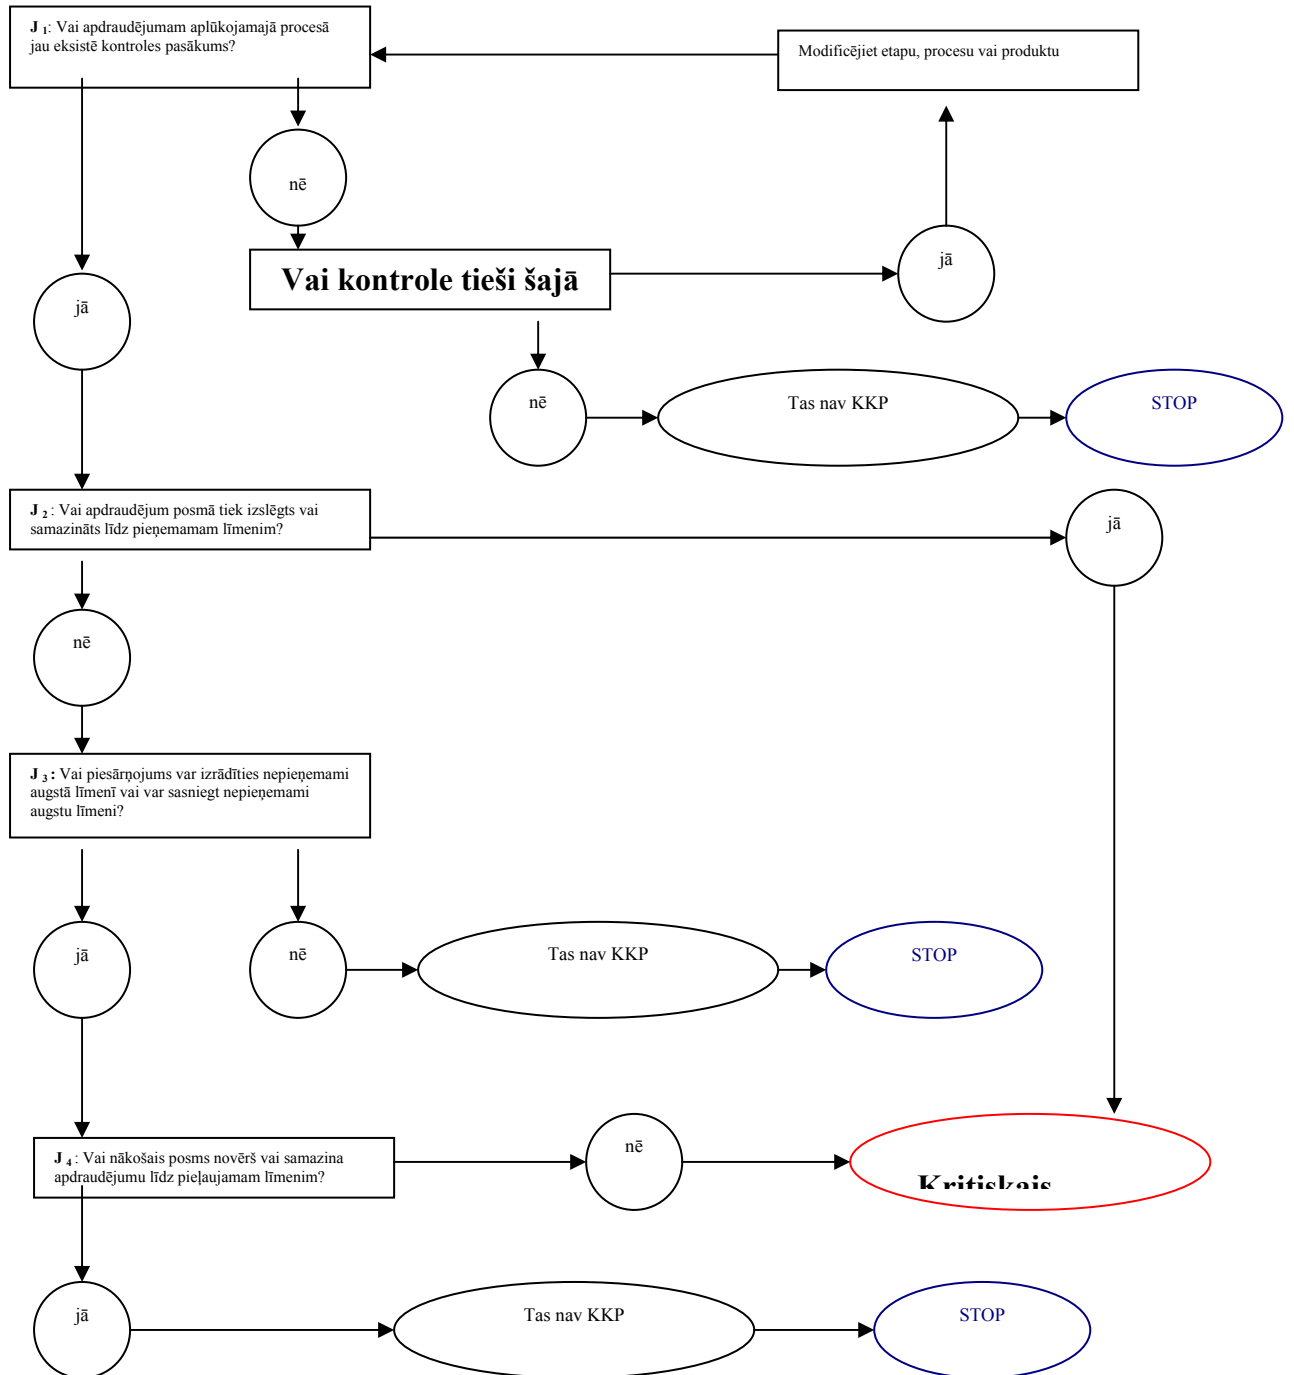 J 1: Vai apdraudējumam aplūkojamajā procesā
jau eksistē kontroles pasākums?
Modificējiet etapu, procesu vai produktu
nē
Vai kontrole tieši šajā
jā
jā
nē
Tas nav KKP
STOP
J 2 : Vai apdraudējum posmā tiek izslēgts vai
samazināts līdz pieņemamam līmenim?
jā
nē
J 3 : Vai piesārņojums var izrādīties nepieņemami
augstā līmenī vai var sasniegt nepieņemami
augstu līmeni?
jā
nē
Tas nav KKP
STOP
J 4 : Vai nākošais posms novērš vai samazina
apdraudējumu līdz pieļaujamam līmenim?
nē
Kritiskais
jā
Tas nav KKP
STOP